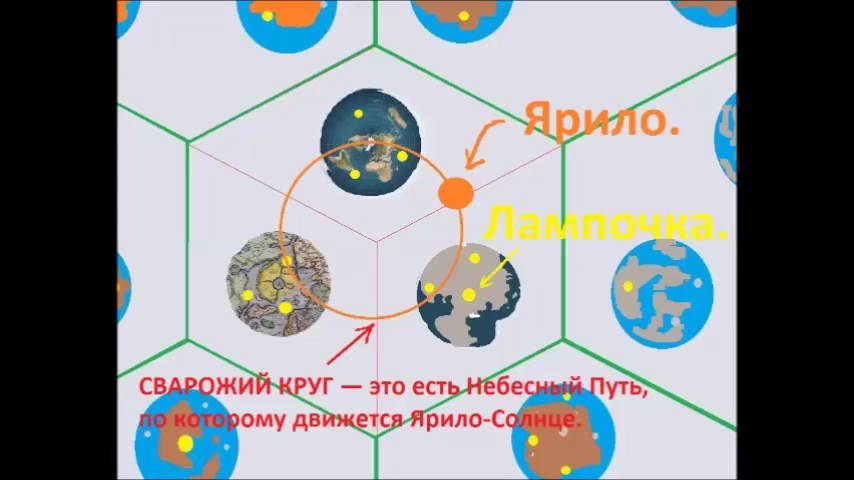 Ярило.
Лампочка.
СВАРОЖИЙ КРУГ — это есть Небесный Путь,
по которому движется Ярило-Солнце.